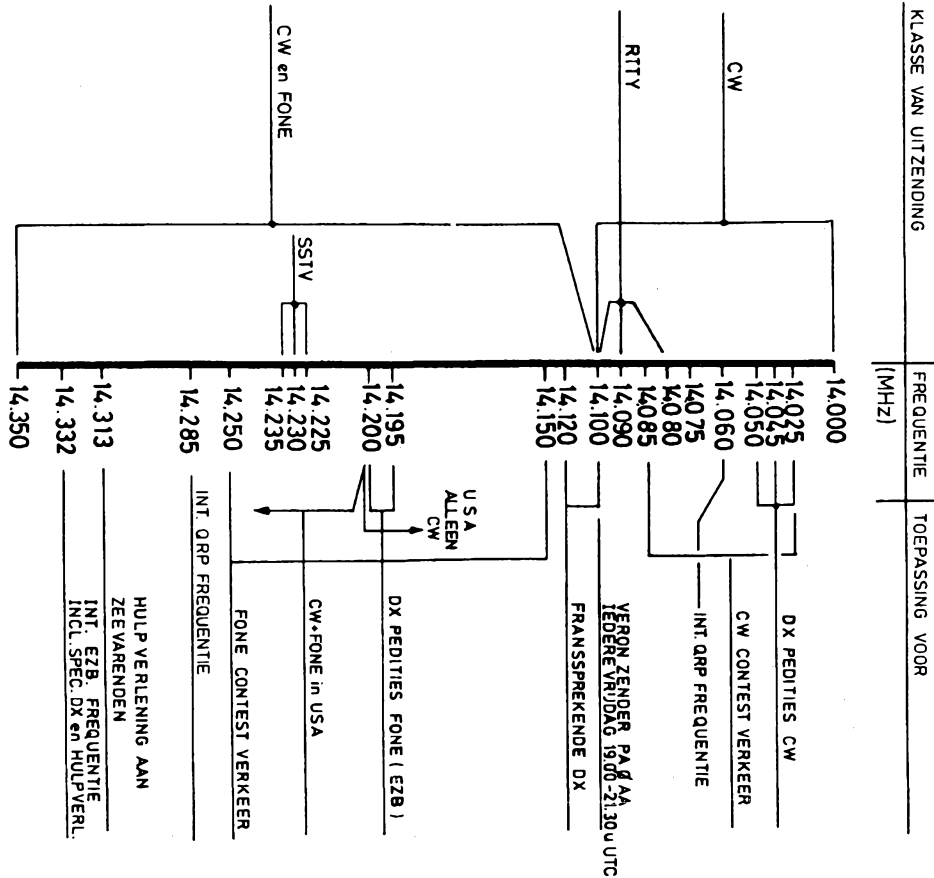 KLASSE VAN UITZENDING
FREQUENTIE
(MHz)
TOEPASSING VOOR
CW
RTTY
CW en FONE
SSTV
14.000
14.025
14.045
14.050
14.060
14.075
14.080
14.085
14.090
14.100
14.120
14.150
14.195
14.200
14.225
14.230
14.235
14.250
14.285
14.313
14.332
14.350
DX PEDITIES CW
CW CONTEST VERKEER
INT. QRP FREQUENTIE
VERON ZENDER PAØAA
IEDERE VRIJDAG 19.00-21.30 u UTC
FRANSSPREKENDE DX
USA
ALLEEN
CW
DX PEDITIES FONE ( EZB )
CW+FONE in USA
FONE CONTEST VERKEER
INT. QRP FREQUENTIE
HULPVERLENING AAN
ZEEVARENDEN
INT. EZB. FREQUENTIE
INCL. SPEC. DX en HULPVERL.